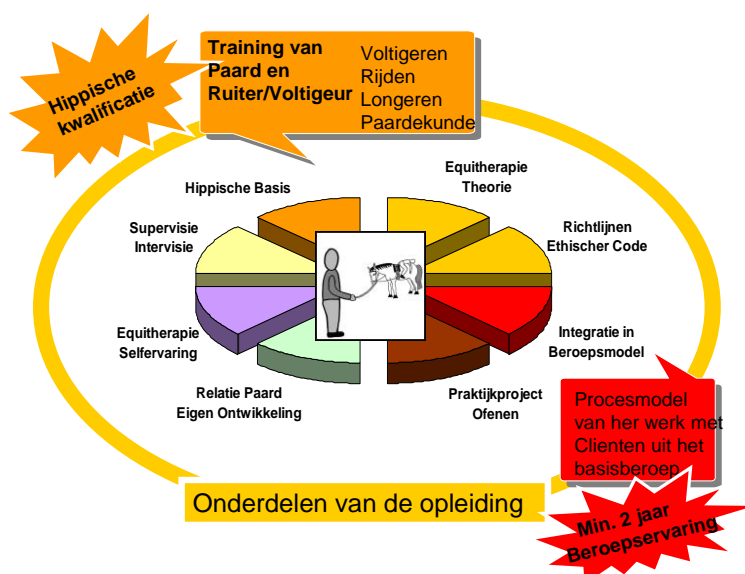 Hippische
kwalificatie
Training van
Paard en
Ruiter/Voltigeur
Voltigeren
Rijden
Longeren
Paardekunde
Hippische Basis
Equitherapie
Theorie
Supervisie
Intervisie
Richtlijnen
Ethischer Code
Equitherapie
Selfervaring
Integratie in
Beroepsmodel
Relatie Paard
Eigen Ontwikkeling
Praktijkproject
Ofenen
Procesmodel
van her werk met
Clienten uit het
basisberoep
Onderdelen van de opleiding
Min. 2 jaar
Beroepservaring